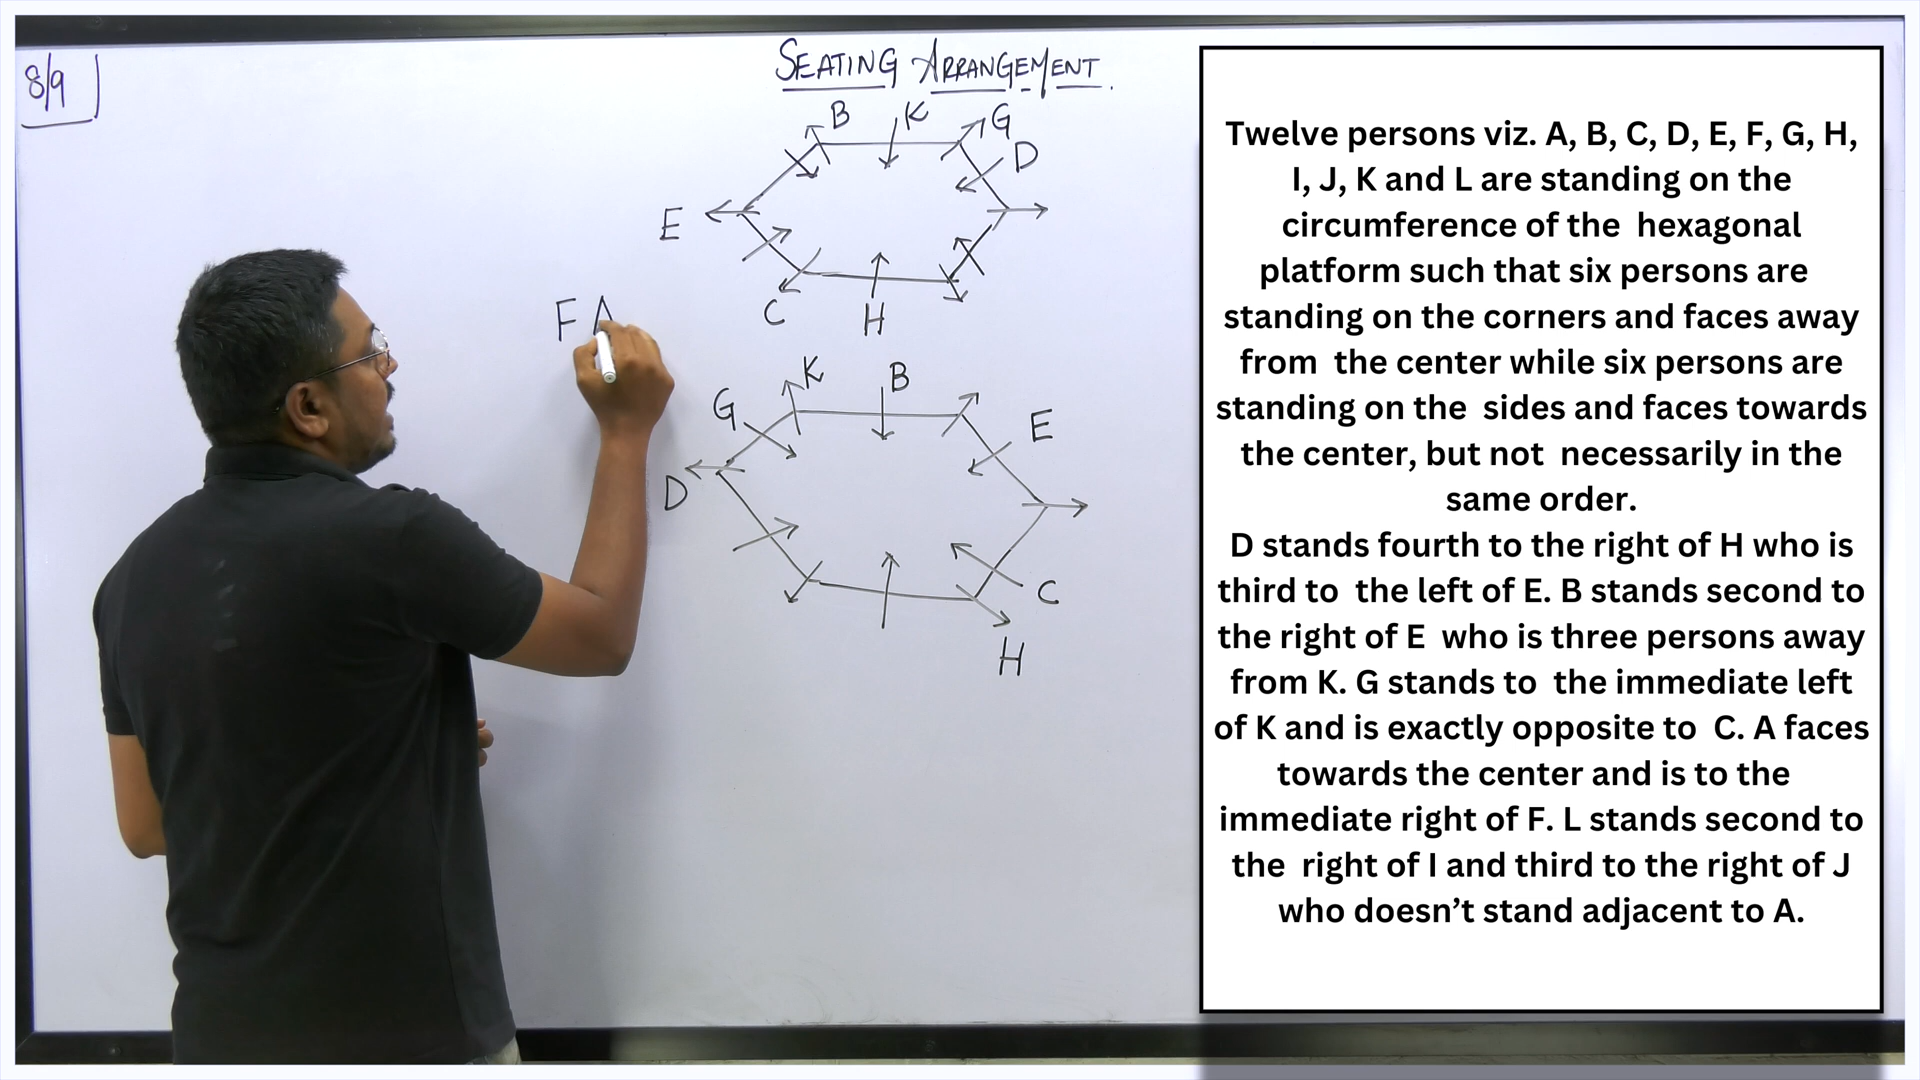 8/9
SEATING ARRANGEMENT.
B K G
D
E
C H
F A
K B
G
E
D
C
H
Twelve persons viz. A, B, C, D, E, F, G, H,
I, J, K and L are standing on the
circumference of the hexagonal
platform such that six persons are
standing on the corners and faces away
from the center while six persons are
standing on the sides and faces towards
the center, but not necessarily in the
same order.
D stands fourth to the right of H who is
third to the left of E. B stands second to
the right of E who is three persons away
from K. G stands to the immediate left
of K and is exactly opposite to C. A faces
towards the center and is to the
immediate right of F. L stands second to
the right of I and third to the right of J
who doesn’t stand adjacent to A.